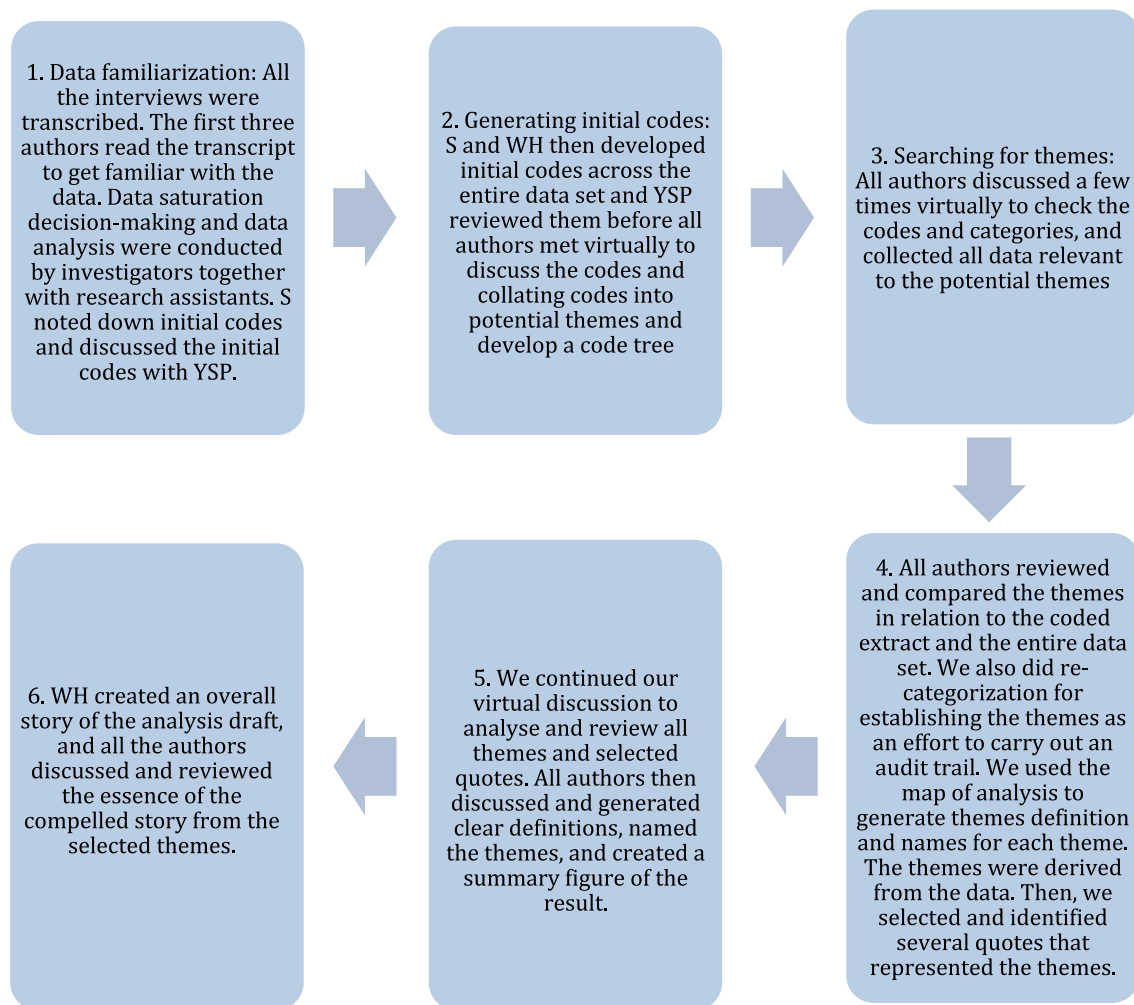 1. Data familiarization: All
the interviews were
transcribed. The first three
authors read the transcript
to get familiar with the
data. Data saturation
decision-making and data
analysis were conducted
by investigators together
with research assistants. S
noted down initial codes
and discussed the initial
codes with YSP.
2. Generating initial codes:
S and WH then developed
initial codes across the
entire data set and YSP
reviewed them before all
authors met virtually to
discuss the codes and
collating codes into
potential themes and
develop a code tree
3. Searching for themes:
All authors discussed a few
times virtually to check the
codes and categories, and
collected all data relevant
to the potential themes
4. All authors reviewed
and compared the themes
in relation to the coded
extract and the entire data
set. We also did re-
categorization for
establishing the themes as
an effort to carry out an
audit trail. We used the
map of analysis to
generate themes definition
and names for each theme.
The themes were derived
from the data. Then, we
selected and identified
several quotes that
represented the themes.
5. We continued our
virtual discussion to
analyse and review all
themes and selected
quotes. All authors then
discussed and generated
clear definitions, named
the themes, and created a
summary figure of the
result.
6. WH created an overall
story of the analysis draft,
and all the authors
discussed and reviewed
the essence of the
compelled story from the
selected themes.